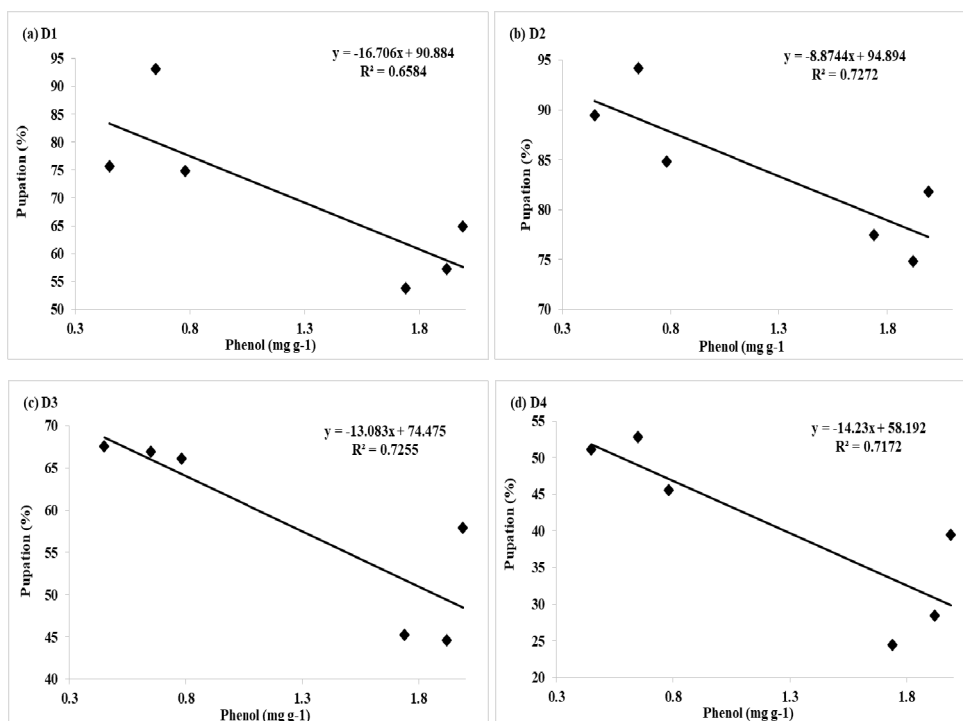 (a) D1
y = -16.706x + 90.884
R² = 0.6584
95
90
85
80
75
70
65
60
55
50
Pupation (%)
0.3 0.8 1.3 1.8
Phenol (mg g-1)
(b) D2
y = -8.8744x + 94.894
R² = 0.7272
95
90
85
80
75
70
Pupation (%)
0.3 0.8 1.3 1.8
Phenol (mg g-1
(c) D3
y = -13.083x + 74.475
R² = 0.7255
70
65
60
55
50
45
40
Pupation (%)
0.3 0.8 1.3 1.8
Phenol (mg g-1)
(d) D4
y = -14.23x + 58.192
R² = 0.7172
55
50
45
40
35
30
25
20
Pupation (%)
0.3 0.8 1.3 1.8
Phenol (mg g-1)